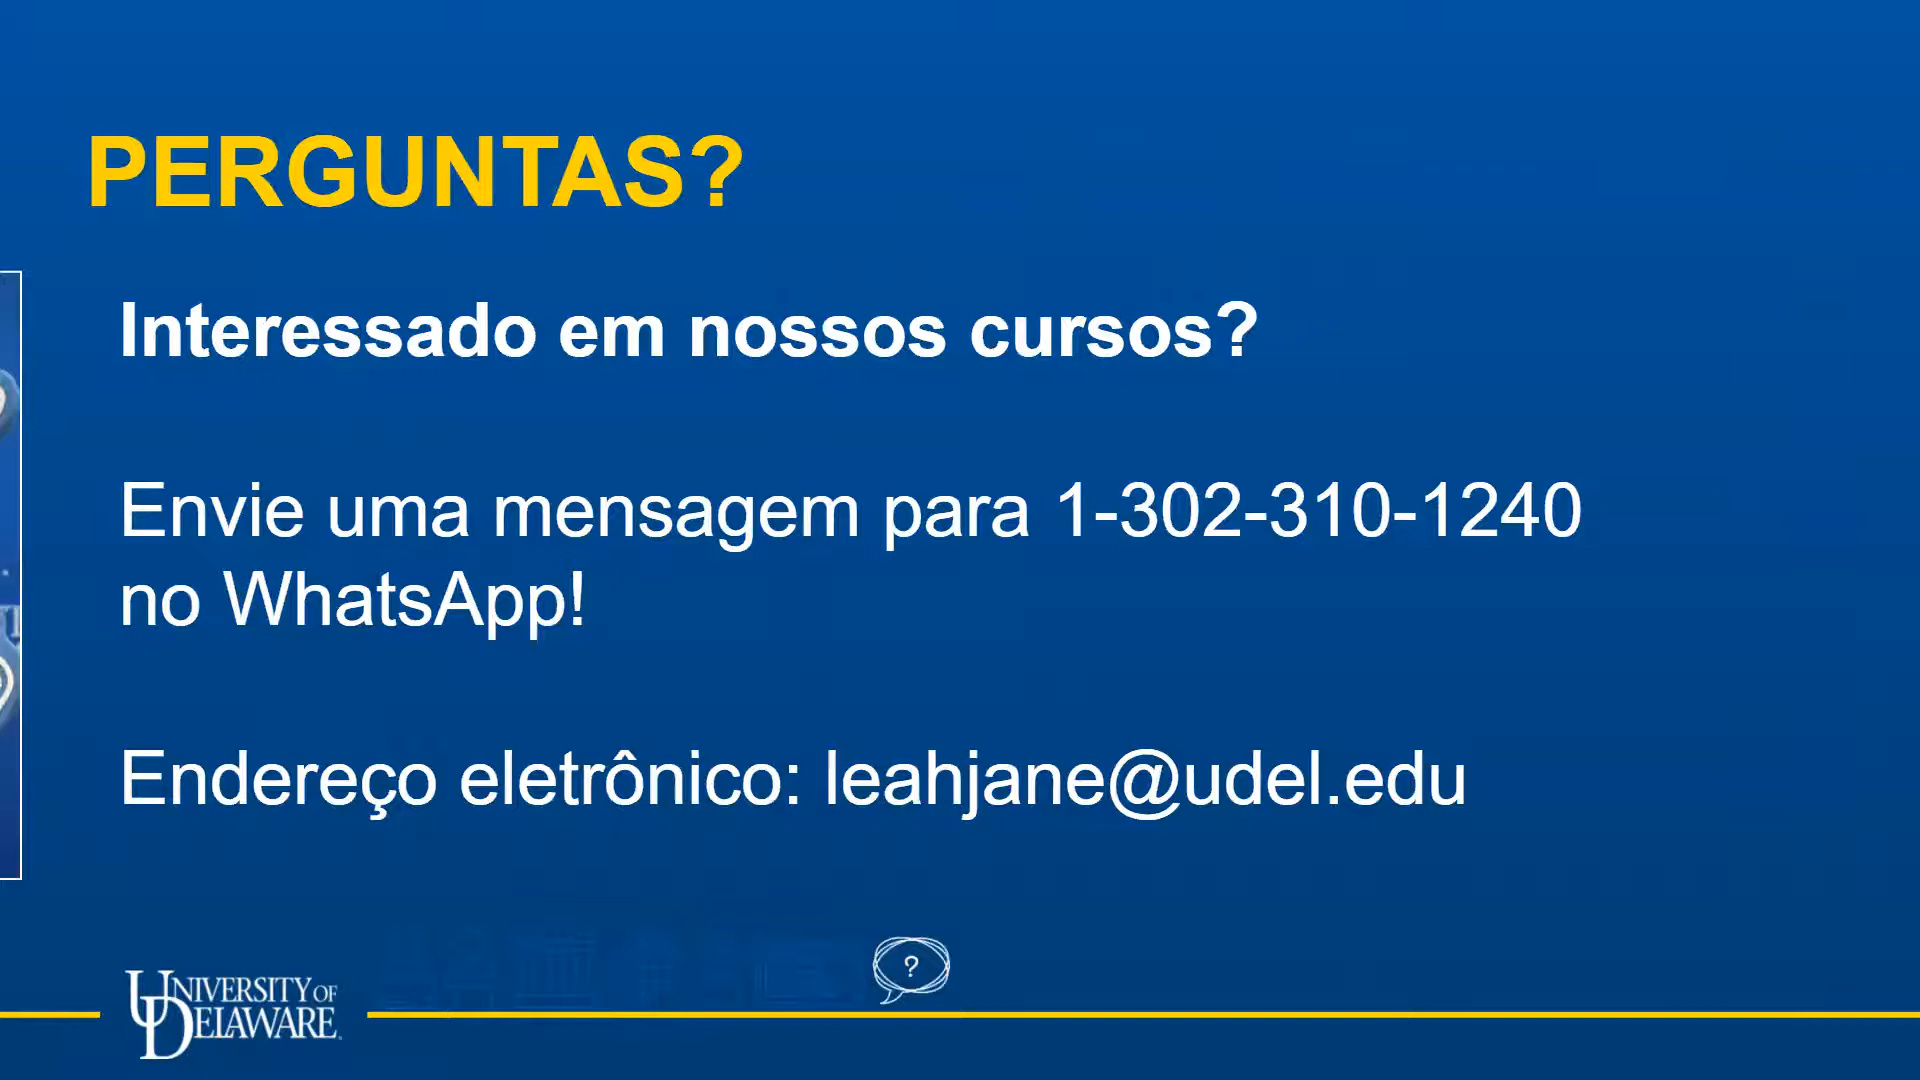 PERGUNTAS?
Interessado em nossos cursos?
Envie uma mensagem para 1-302-310-1240
no WhatsApp!
Endereço eletrônico: leahjane@udel.edu
?
UNIVERSITY OF
DELAWARE